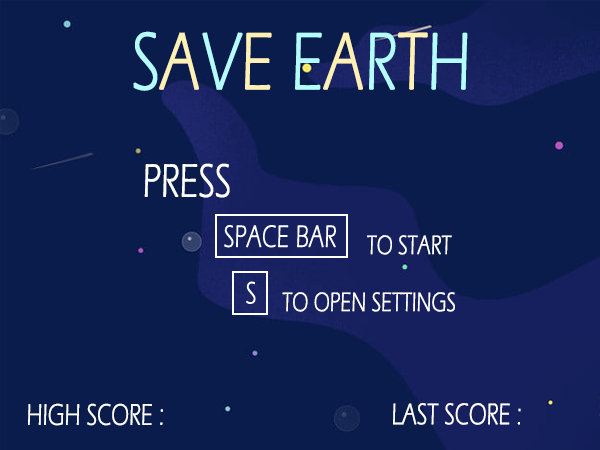 SAVE EARTH
PRESS
SPACE BAR TO START
S TO OPEN SETTINGS
HIGH SCORE : LAST SCORE :